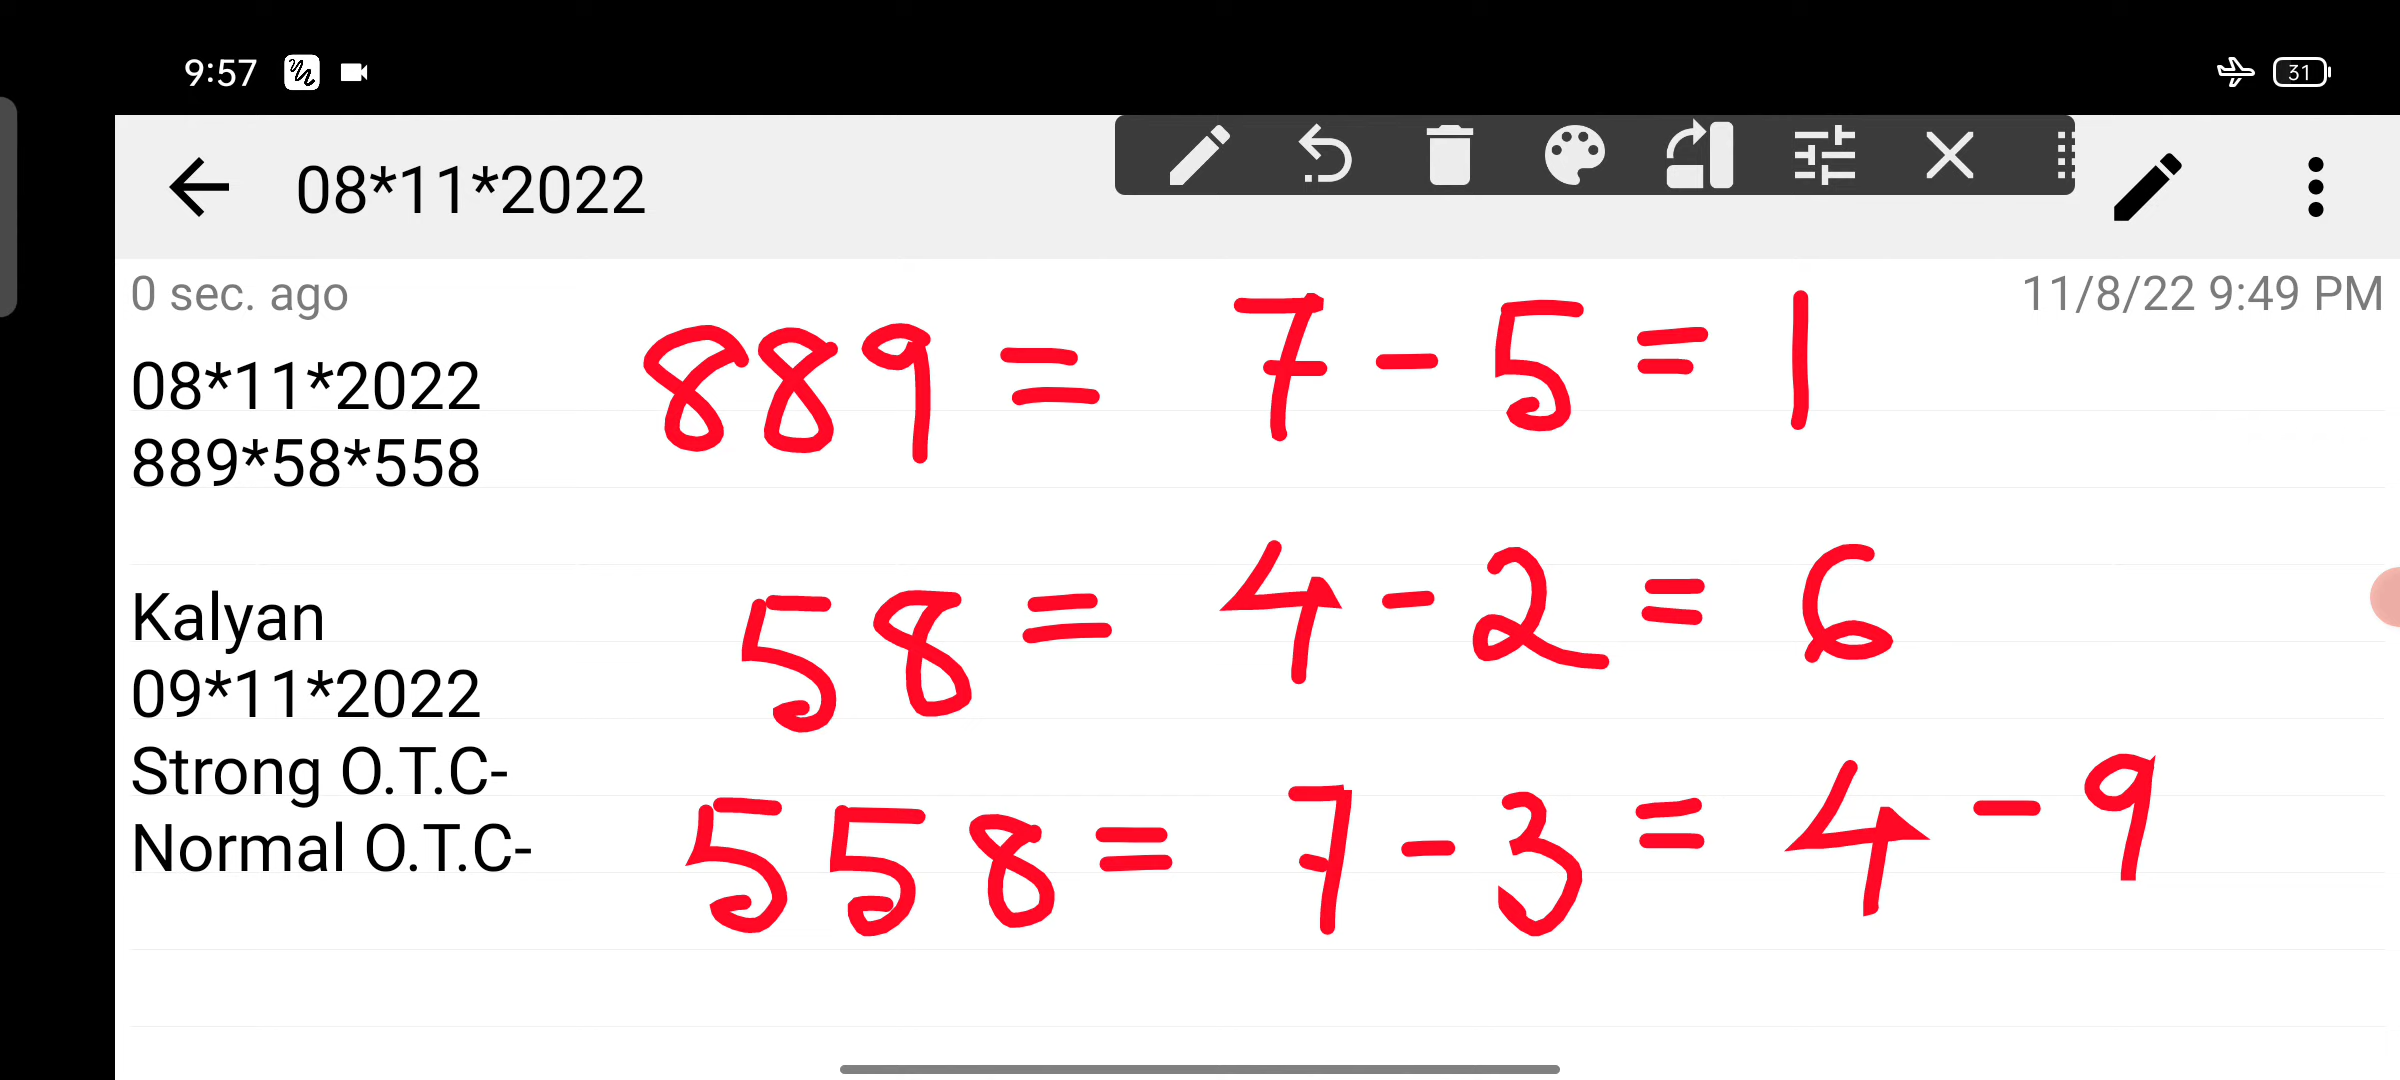 9:57
31
08*11*2022
0 sec. ago
11/8/22 9:49 PM
08*11*2022
889*58*558
Kalyan
09*11*2022
Strong O.T.C-
Normal O.T.C-
889 = 7 - 5 = 1
58 = 4 - 2 = 6
558 = 7 - 3 = 4 - 9